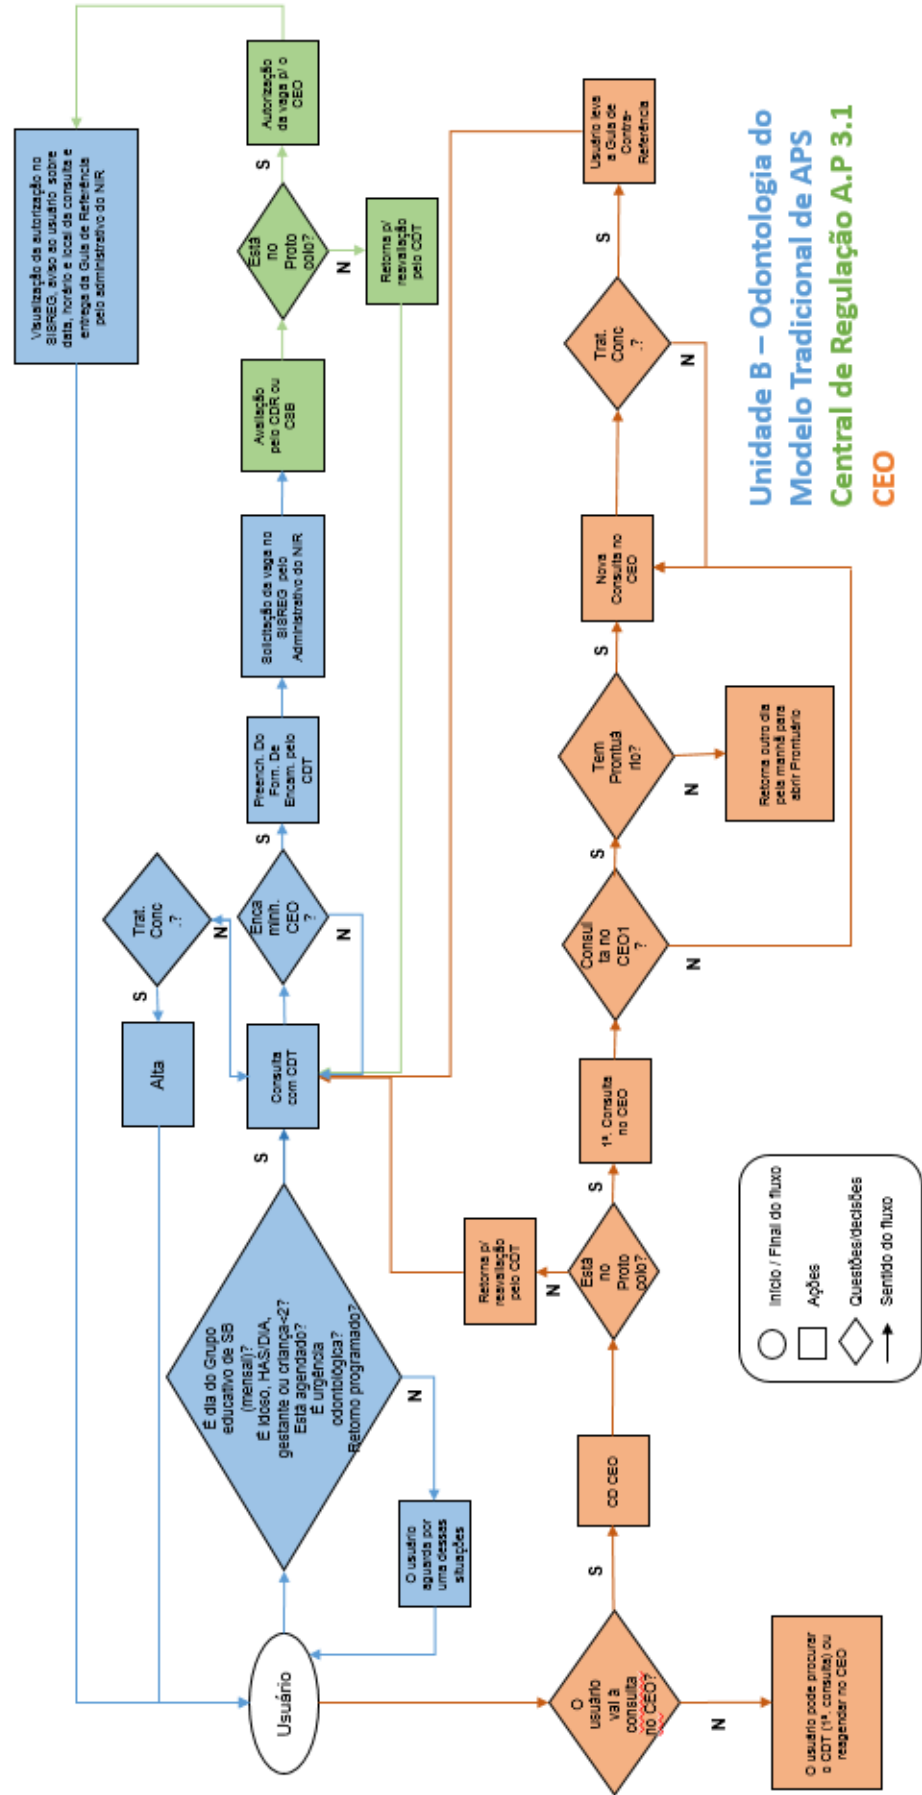 Visualização da autorização no
SISREG, aviso ao usuário sobre
data, horário e local da consulta e
entrega da Guia de Referência
pelo administrativo do NIR
Autorização
da vaga p/ o
CEO
S
Está
no
Proto
colo?
N
Retorna p/
reavaliação
pelo CDT
Avaliação
pelo CDR ou
CSB
Solicitação da vaga no
SISREG pelo
Administrativo do NIR
Preench. Do
Form. De
Encam. pelo
CDT
S
Enca
minh.
CEO
?
N
Trat.
Conc
.?
N
S
Alta
Consulta
com CDT
S
É dia do Grupo
educativo de SB
(mensal)?
É idoso, HAS/DIA,
gestante ou criança<2?
Está agendado?
É urgência
odontológica?
Retorno programado?
N
O usuário
aguarda por
uma dessas
situações
Usuário
O
usuário
vai à
consulta
no CEO?
N
O usuário pode procurar
o CDT (1ª. consulta) ou
reagendar no CEO
S
CD CEO
Está
no
Proto
colo?
N
Retorna p/
reavaliação
pelo CDT
S
1ª. Consulta
no CEO
Consul
ta no
CEO1
?
N
S
Tem
Prontuá
rio?
N
Retorna outro dia
pela manhã para
abrir Prontuário
S
Nova
Consulta no
CEO
Trat.
Conc
.?
N
S
Usuário leva
a Guia de
Contra-
Referência
Início / Final do fluxo
Ações
Questões/decisões
Sentido do fluxo
Unidade B – Odontologia do
Modelo Tradicional de APS
Central de Regulação A.P 3.1
CEO